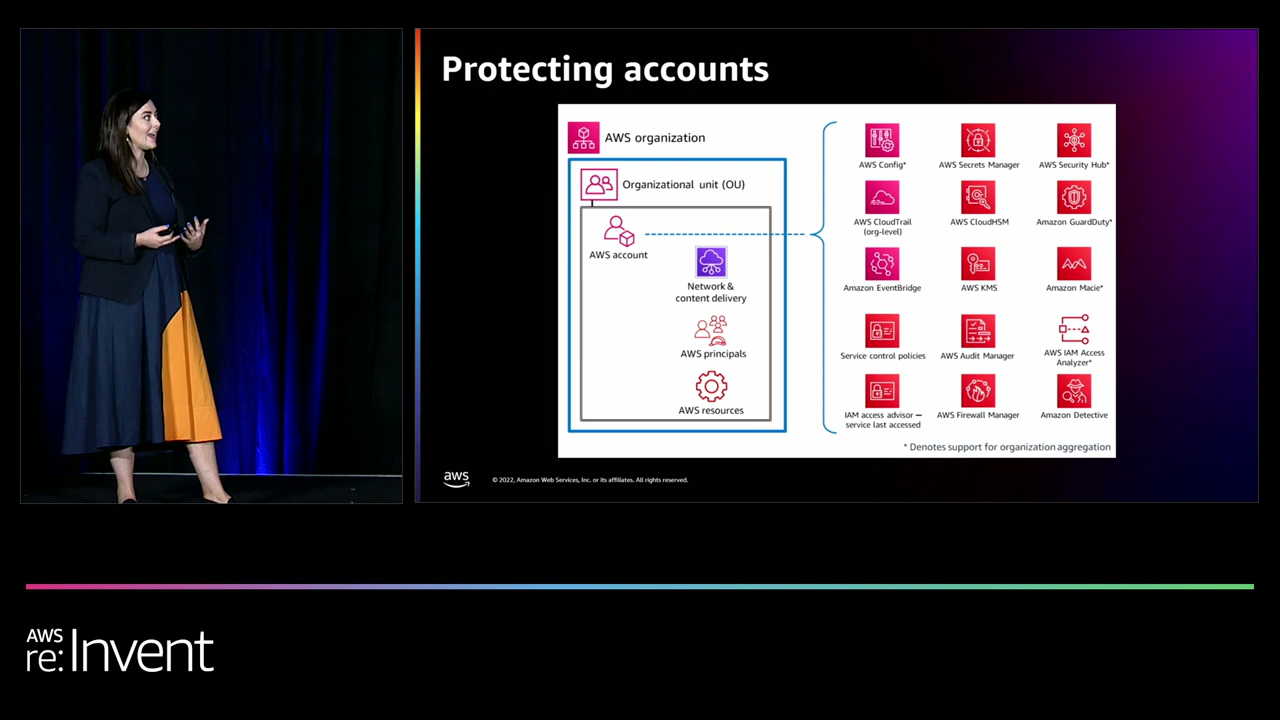 Protecting accounts
AWS organization
Organizational unit (OU)
AWS account
Network &
content delivery
AWS principals
AWS resources
AWS Config*
AWS Secrets Manager
AWS Security Hub*
AWS CloudTrail
(org-level)
AWS CloudHSM
Amazon GuardDuty*
Amazon EventBridge
AWS KMS
Amazon Macie*
Service control policies
AWS Audit Manager
AWS IAM Access
Analyzer*
IAM access advisor –
service last accessed
AWS Firewall Manager
Amazon Detective
* Denotes support for organization aggregation
aws
© 2022, Amazon Web Services, Inc. or its affiliates. All rights reserved.
AWS
re:Invent